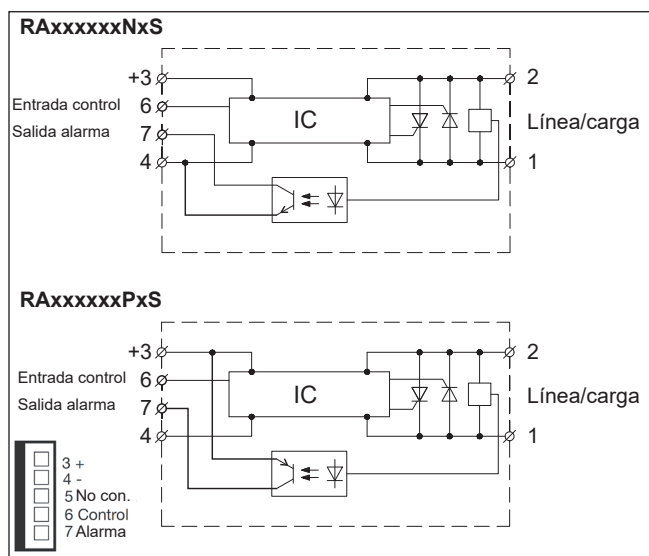 RAxxxxxxNxS
+3
2
Entrada control 6
IC
Salida alarma 7
Línea/carga
4
1
RAxxxxxxPxS
+3
2
Entrada control 6
IC
Salida alarma 7
Línea/carga
4
1
3 +
4 -
5 No con.
6 Control
7 Alarma